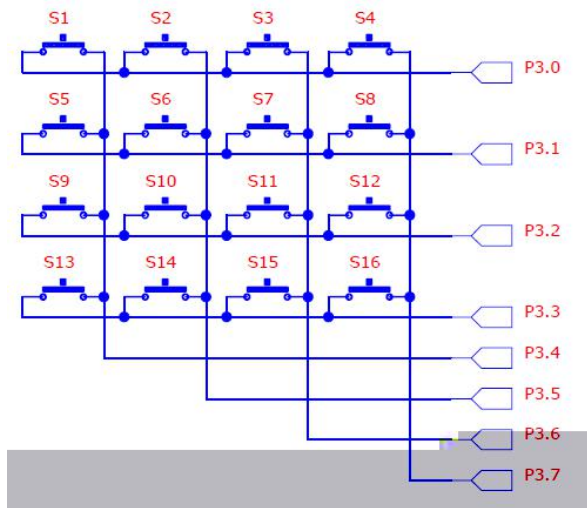 S1 S2 S3 S4
P3.0
S5 S6 S7 S8
P3.1
S9 S10 S11 S12
P3.2
S13 S14 S15 S16
P3.3
P3.4
P3.5
P3.6
P3.7